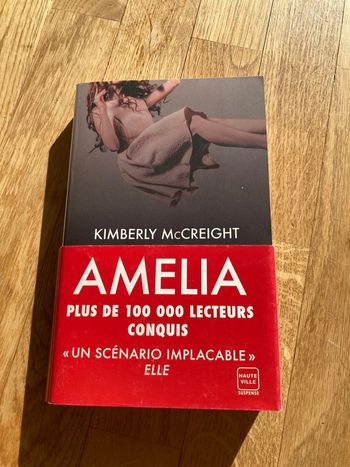 KIMBERLY McCREIGHT
AMELIA
PLUS DE 100 000 LECTEURS
CONQUIS
« UN SCÉNARIO IMPLACABLE »
ELLE
HAUTE
VILLE
SUSPENSE